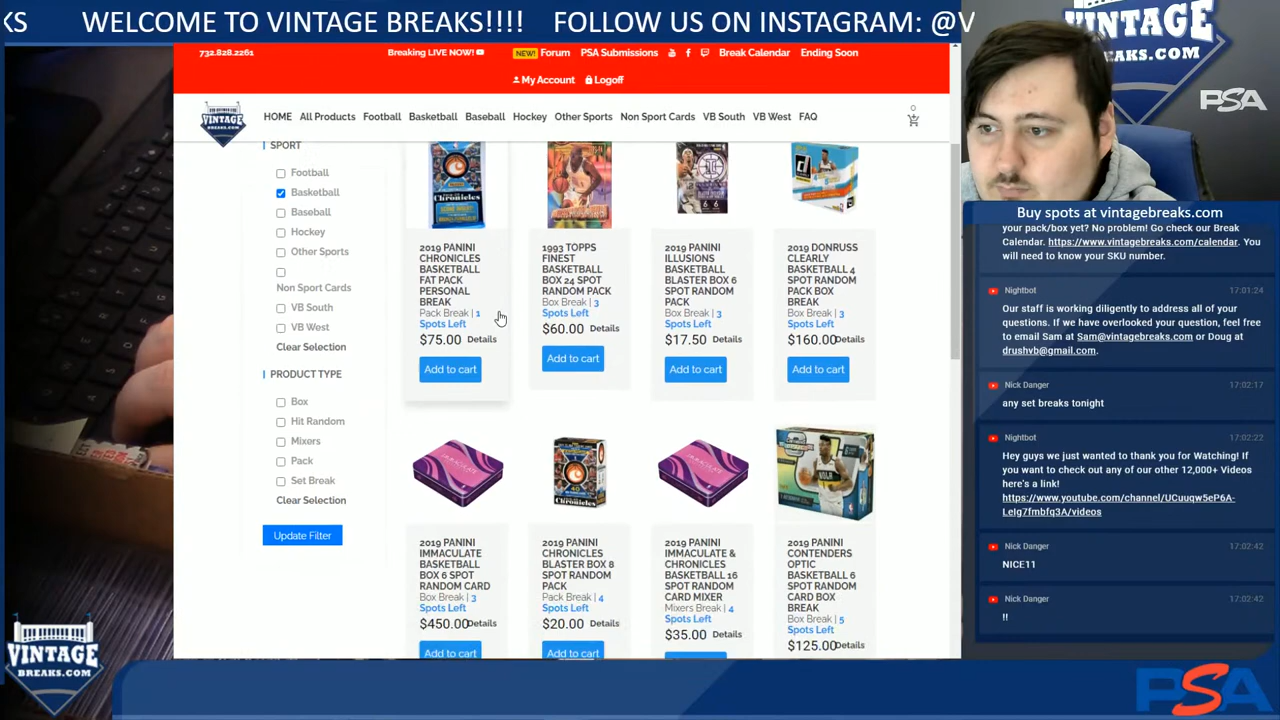 KS WELCOME TO VINTAGE BREAKS!!!! FOLLOW US ON INSTAGRAM: @V
732.828.2261
Breaking LIVE NOW!
NEW! Forum
PSA Submissions
Break Calendar
Ending Soon
My Account
Logoff
VINTAGE
BREAKS
HOME
All Products
Football
Basketball
Baseball
Hockey
Other Sports
Non Sport Cards
VB South
VB West
FAQ
0
SPORT
Football
Basketball
Baseball
Hockey
Other Sports
Non Sport Cards
VB South
VB West
Clear Selection
PRODUCT TYPE
Box
Hit Random
Mixers
Pack
Set Break
Clear Selection
Update Filter
2019 PANINI
CHRONICLES
BASKETBALL
FAT PACK
PERSONAL
BREAK
Pack Break | 1
Spots Left
$75.00 Details
Add to cart
1993 TOPPS
FINEST
BASKETBALL
BOX 24 SPOT
RANDOM PACK
Box Break | 3
Spots Left
$60.00 Details
Add to cart
2019 PANINI
ILLUSIONS
BASKETBALL
BLASTER BOX 6
SPOT RANDOM
PACK
Box Break | 3
Spots Left
$17.50 Details
Add to cart
2019 DONRUSS
CLEARLY
BASKETBALL 4
SPOT RANDOM
PACK BOX
BREAK
Box Break | 3
Spots Left
$160.00Details
Add to cart
2019 PANINI
IMMACULATE
BASKETBALL
BOX 6 SPOT
RANDOM CARD
Box Break | 3
Spots Left
$450.00Details
Add to cart
2019 PANINI
CHRONICLES
BLASTER BOX 8
SPOT RANDOM
PACK
Pack Break | 4
Spots Left
$20.00 Details
Add to cart
2019 PANINI
IMMACULATE &
CHRONICLES
BASKETBALL 16
SPOT RANDOM
CARD MIXER
Mixers Break | 4
Spots Left
$35.00 Details
2019 PANINI
CONTENDERS
OPTIC
BASKETBALL 6
SPOT RANDOM
CARD BOX
BREAK
Box Break | 5
Spots Left
$125.00Details
PSA
Buy spots at vintagebreaks.com
your pack/box yet? No problem! Go check our Break
Calendar. https://www.vintagebreaks.com/calendar. You
will need to know your SKU number.
Nightbot 17:01:24
Our staff is working diligently to address all of your
questions. If we have overlooked your question, feel free
to email Sam at Sam@vintagebreaks.com or Doug at
drushvb@gmail.com.
Nick Danger 17:02:17
any set breaks tonight
Nightbot 17:02:22
Hey guys we just wanted to thank you for Watching! If
you want to check out any of our other 12,000+ Videos
here's a link!
https://www.youtube.com/channel/UCuuqw5eP6A-
LeIg7fmbfq3A/videos
Nick Danger 17:02:42
NICE11
Nick Danger 17:02:42
!!
VINTAGE
BREAKS.COM
PSA